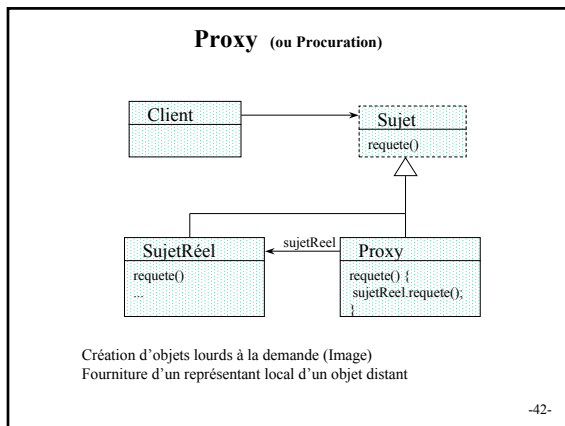 Proxy (ou Procuration)
Client
Sujet
requete()
SujetRéel
requete()
...
sujetReel
Proxy
requete() {
sujetReel.requete();
}
Création d'objets lourds à la demande (Image)
Fourniture d'un représentant local d'un objet distant
-42-